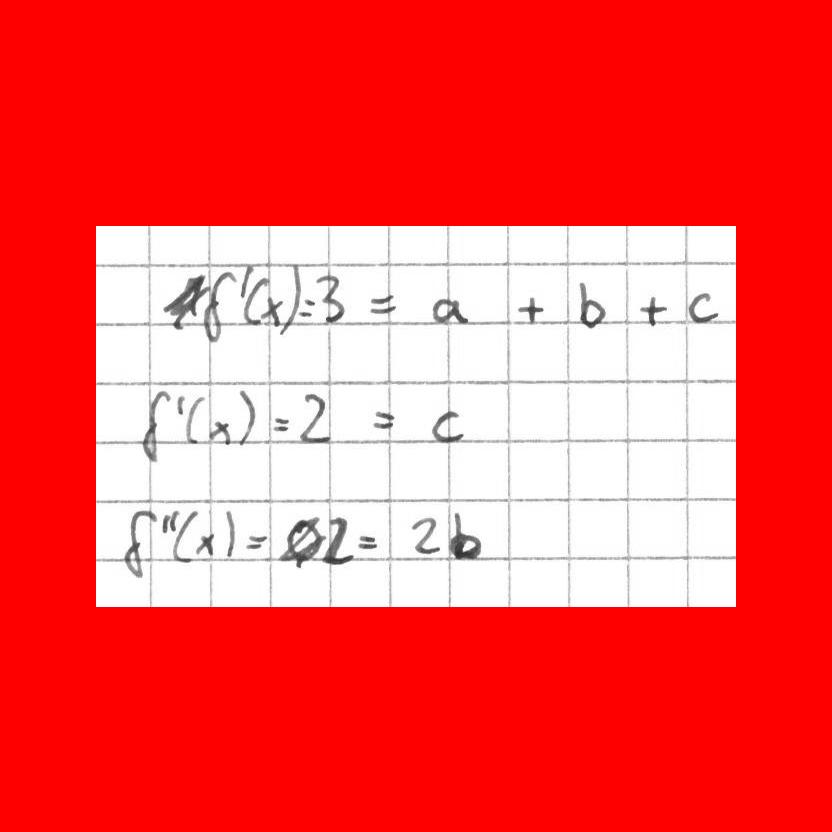 f'(x)=3 = a + b + c
f'(x) = 2 = c
f''(x) = 2 = 2b